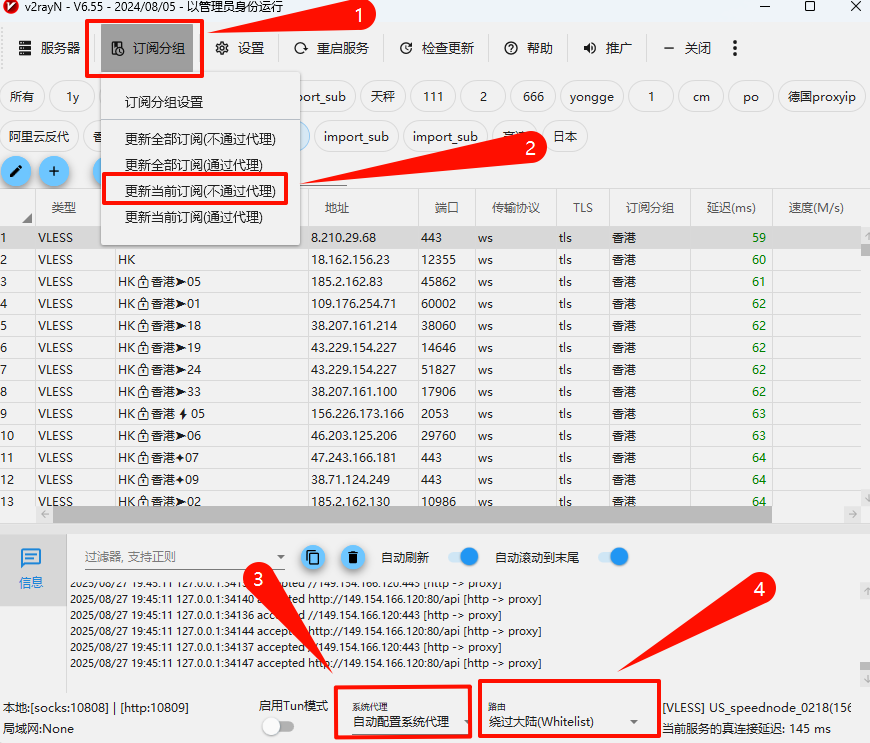 v2rayN - V6.55 - 2024/08/05 - 以管理员身份运行
1
服务器 订阅分组 设置 重启服务 检查更新 帮助 推广 关闭
所有 1y port_sub 天秤 111 2 666 yongge 1 cm po 德国proxyip
订阅分组设置
更新全部订阅(不通过代理)
更新全部订阅(通过代理)
更新当前订阅(不通过代理)
更新当前订阅(通过代理)
阿里云反代 import_sub import_sub 日本
2
类型 地址 端口 传输协议 TLS 订阅分组 延迟(ms) 速度(M/s)
1 VLESS 8.210.29.68 443 ws tls 香港 59
2 VLESS HK 18.162.156.23 12355 ws tls 香港 60
3 VLESS HK🔒香港➤05 185.2.162.83 45862 ws tls 香港 61
4 VLESS HK🔒香港➤01 109.176.254.71 60002 ws tls 香港 62
5 VLESS HK🔒香港➤18 38.207.161.214 38060 ws tls 香港 62
6 VLESS HK🔒香港➤19 43.229.154.227 14646 ws tls 香港 62
7 VLESS HK🔒香港➤24 43.229.154.227 51827 ws tls 香港 62
8 VLESS HK🔒香港➤33 38.207.161.100 17906 ws tls 香港 62
9 VLESS HK🔒香港⚡05 156.226.173.166 2053 ws tls 香港 63
10 VLESS HK🔒香港➤06 46.203.125.206 29760 ws tls 香港 63
11 VLESS HK🔒香港✦07 47.243.166.181 443 ws tls 香港 64
12 VLESS HK🔒香港✦09 38.71.124.249 443 ws tls 香港 64
13 VLESS HK🔒香港➤02 185.2.162.130 10986 ws tls 香港 64
信息
过滤器, 支持正则 自动刷新 自动滚动到末尾
3
4
2025/08/27 19:45:11 127.0.0.1:3413 accepted //149.154.166.120:443 [http -> proxy]
2025/08/27 19:45:11 127.0.0.1:34140 accepted http://149.154.166.120:80/api [http -> proxy]
2025/08/27 19:45:11 127.0.0.1:34136 accepted //149.154.166.120:443 [http -> proxy]
2025/08/27 19:45:11 127.0.0.1:34144 accepted http://149.154.166.120:80/api [http -> proxy]
2025/08/27 19:45:11 127.0.0.1:34137 accepted //149.154.166.120:443 [http -> proxy]
2025/08/27 19:45:11 127.0.0.1:34147 accepted http://149.154.166.120:80/api [http -> proxy]
本地:[socks:10808] | [http:10809]
局域网:None
启用Tun模式
系统代理
自动配置系统代理
路由
绕过大陆(Whitelist)
[VLESS] US_speednode_0218(156
当前服务的真连接延迟: 145 ms